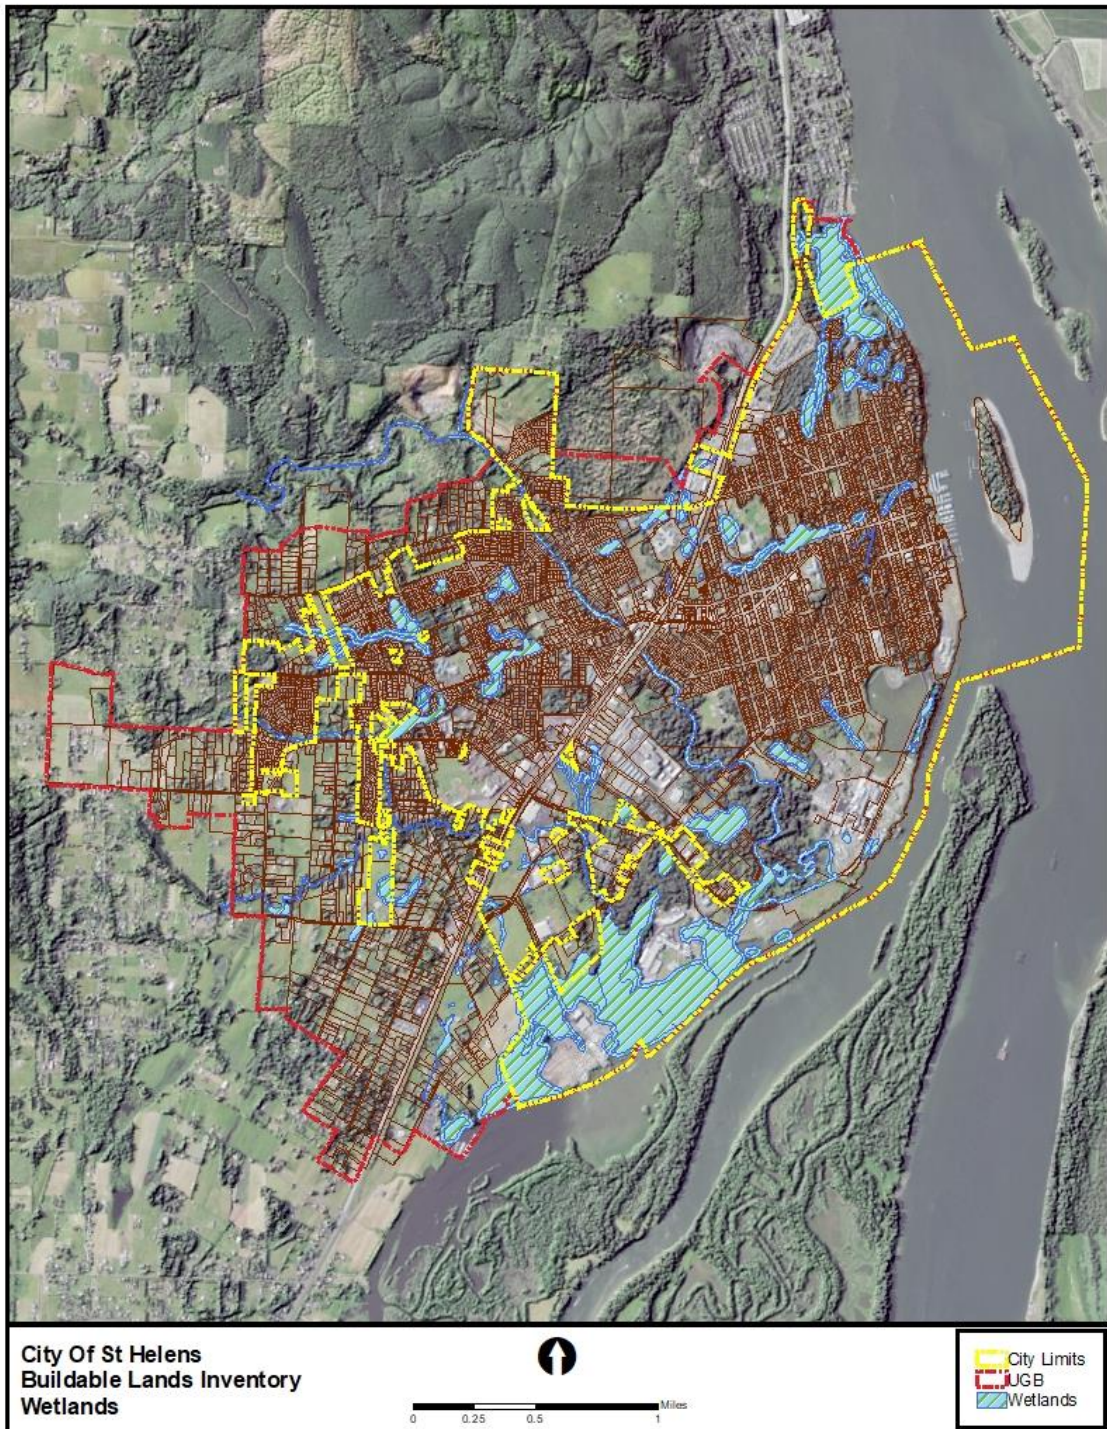 City Of St Helens
Buildable Lands Inventory
Wetlands
Miles
0 0.25 0.5 1
City Limits
UGB
Wetlands